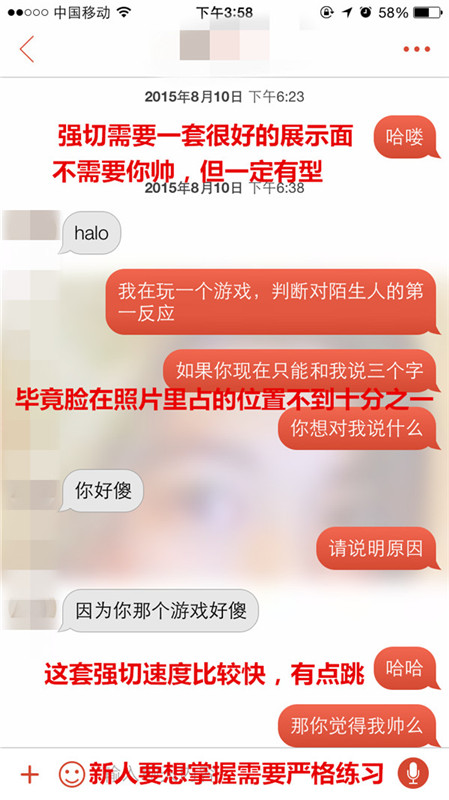 中国移动
下午3:58
58%
2015年8月10日 下午6:23
强切需要一套很好的展示面
哈喽
不需要你帅，但一定有型
2015年8月10日 下午6:38
halo
我在玩一个游戏，判断对陌生人的第
一反应
如果你现在只能和我说三个字
毕竟脸在照片里占的位置不到十分之一
你想对我说什么
你好傻
请说明原因
因为你那个游戏好傻
这套强切速度比较快，有点跳
哈哈
那你觉得我帅么
新人要想掌握需要严格练习